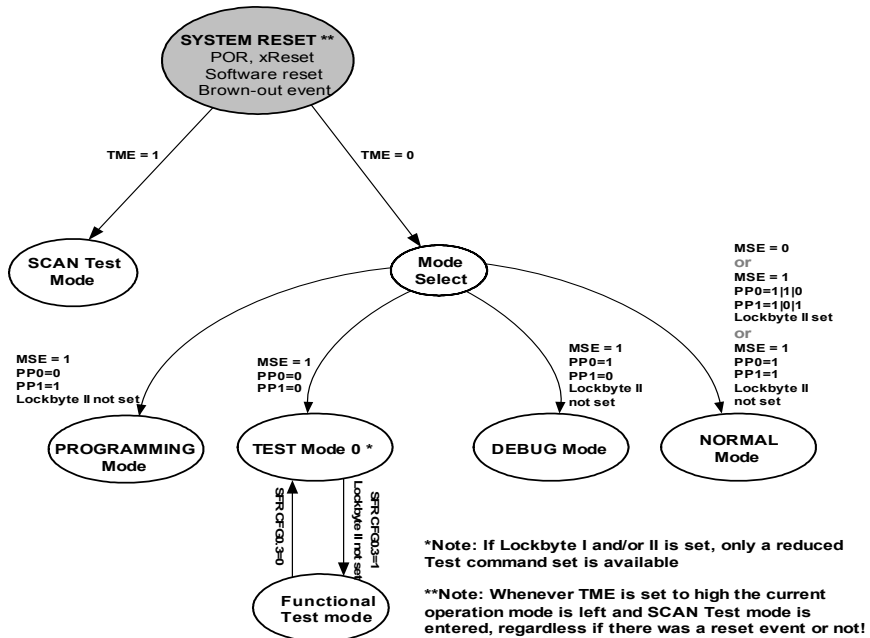 SYSTEM RESET **
POR, xReset
Software reset
Brown-out event
TME = 1
TME = 0
SCAN Test
Mode
Mode
Select
MSE = 0
or
MSE = 1
PP0=1|1|0
PP1=1|0|1
Lockbyte II set
or
MSE = 1
PP0=1
PP1=1
Lockbyte II
not set
MSE = 1
PP0=0
PP1=1
Lockbyte II not set
MSE = 1
PP0=0
PP1=0
MSE = 1
PP0=1
PP1=0
Lockbyte II
not set
PROGRAMMING
Mode
TEST Mode 0 *
DEBUG Mode
NORMAL
Mode
SFR CFG0.3=0
SFR CFG0.3=1
Lockbyte II not set
Functional
Test mode
*Note: If Lockbyte I and/or II is set, only a reduced
Test command set is available
**Note: Whenever TME is set to high the current
operation mode is left and SCAN Test mode is
entered, regardless if there was a reset event or not!